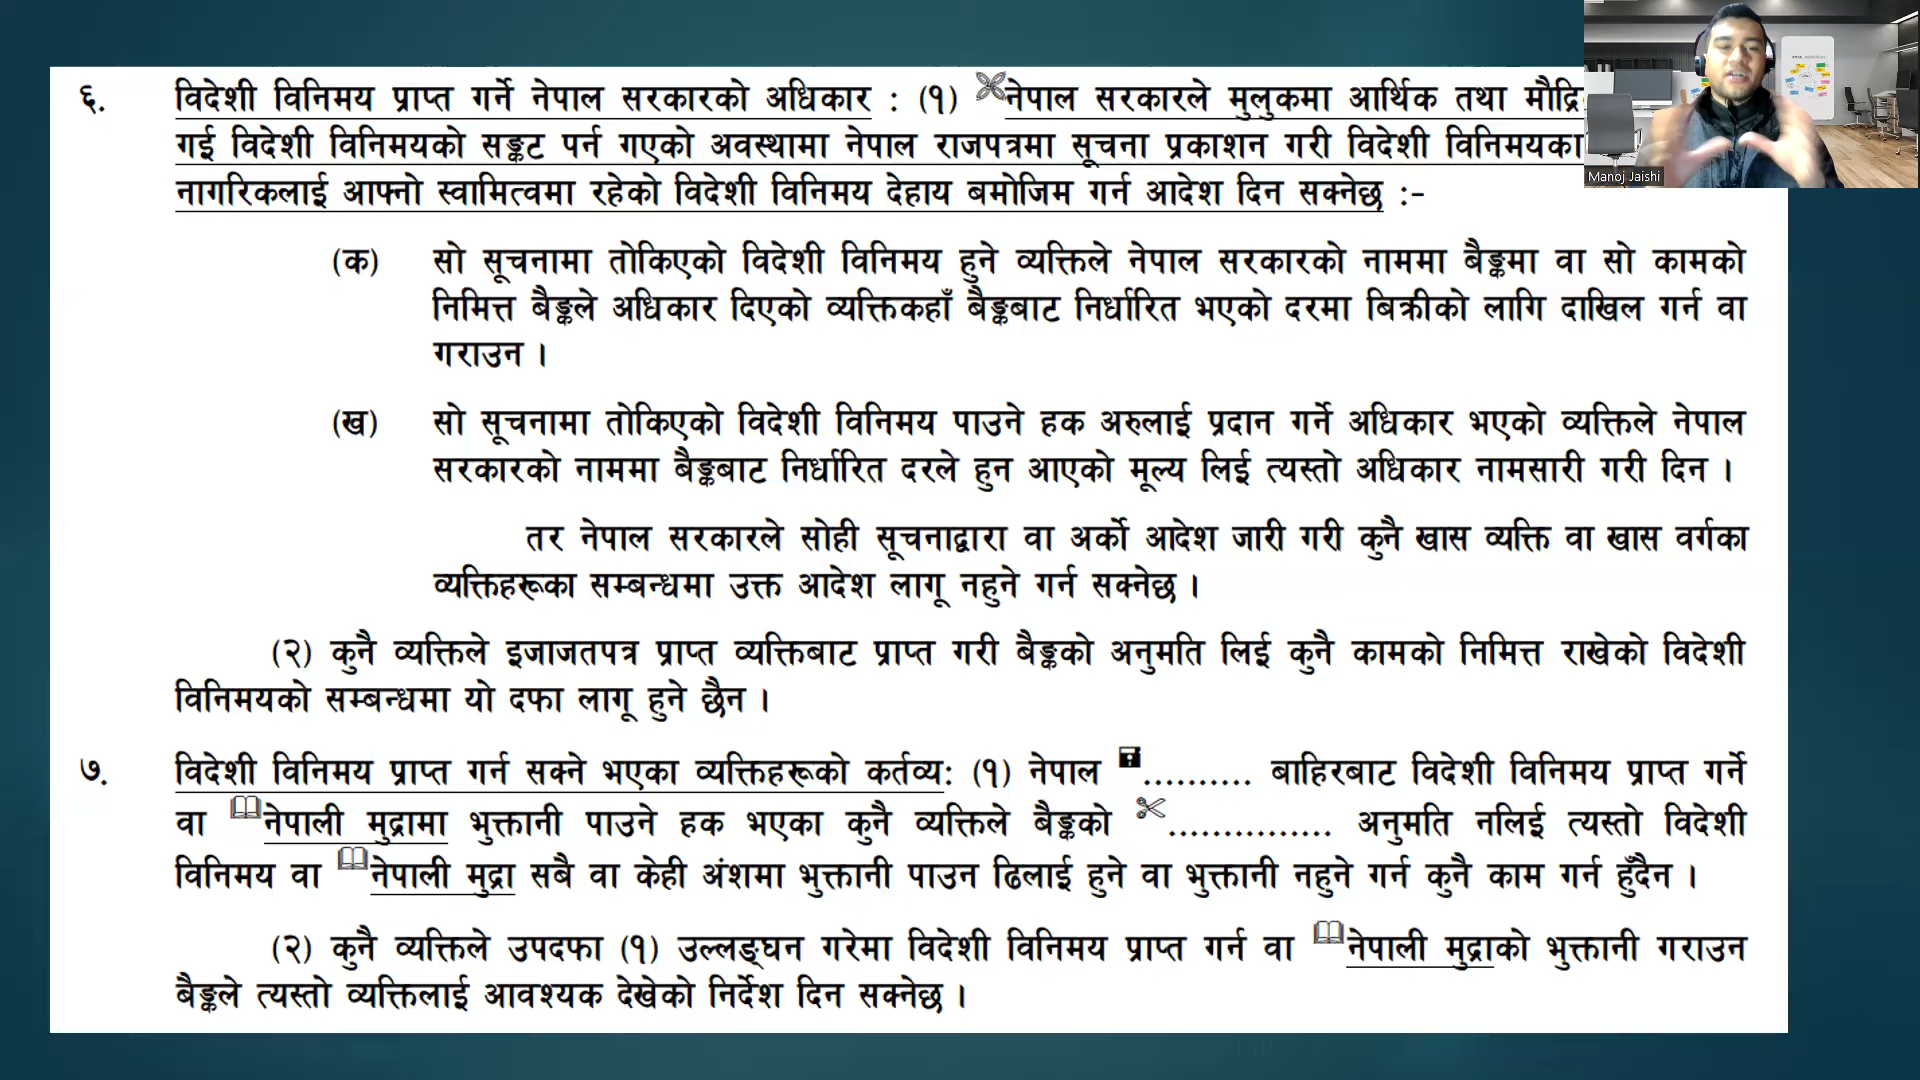 ६. विदेशी विनिमय प्राप्त गर्ने नेपाल सरकारको अधिकार : (१) नेपाल सरकारले मुलुकमा आर्थिक तथा
गई विदेशी विनिमयको सङ्कट पर्न गएको अवस्थामा नेपाल राजपत्रमा सूचना प्रकाशन गरी विदेशी विनिमयका
नागरिकलाई आफ्नो स्वामित्वमा रहेको विदेशी विनिमय देहाय बमोजिम गर्न आदेश दिन सक्नेछ :-
Manoj Jaishi
(क) सो सूचनामा तोकिएको विदेशी विनिमय हुने व्यक्तिले नेपाल सरकारको नाममा बैङ्कमा वा सो कामको
निमित्त बैङ्कले अधिकार दिएको व्यक्तिकहाँ बैङ्कबाट निर्धारित भएको दरमा बिक्रीको लागि दाखिल गर्न वा
गराउन ।
(ख) सो सूचनामा तोकिएको विदेशी विनिमय पाउने हक अरुलाई प्रदान गर्ने अधिकार भएको व्यक्तिले नेपाल
सरकारको नाममा बैङ्कबाट निर्धारित दरले हुन आएको मूल्य लिई त्यस्तो अधिकार नामसारी गरी दिन ।
तर नेपाल सरकारले सोही सूचनाद्वारा वा अर्को आदेश जारी गरी कुनै खास व्यक्ति वा खास वर्गका
व्यक्तिहरूका सम्बन्धमा उक्त आदेश लागू नहुने गर्न सक्नेछ ।
(२) कुनै व्यक्तिले इजाजतपत्र प्राप्त व्यक्तिबाट प्राप्त गरी बैङ्कको अनुमति लिई कुनै कामको निमित्त राखेको विदेशी
विनिमयको सम्बन्धमा यो दफा लागू हुने छैन ।
७. विदेशी विनिमय प्राप्त गर्न सक्ने भएका व्यक्तिहरूको कर्तव्य: (१) नेपाल .......... बाहिरबाट विदेशी विनिमय प्राप्त गर्ने
वा नेपाली मुद्रामा भुक्तानी पाउने हक भएका कुनै व्यक्तिले बैङ्कको ............... अनुमति नलिई त्यस्तो विदेशी
विनिमय वा नेपाली मुद्रा सबै वा केही अंशमा भुक्तानी पाउन ढिलाई हुने वा भुक्तानी नहुने गर्न कुनै काम गर्न हुँदैन ।
(२) कुनै व्यक्तिले उपदफा (१) उल्लङ्घन गरेमा विदेशी विनिमय प्राप्त गर्न वा नेपाली मुद्राको भुक्तानी गराउन
बैङ्कले त्यस्तो व्यक्तिलाई आवश्यक देखेको निर्देश दिन सक्नेछ ।